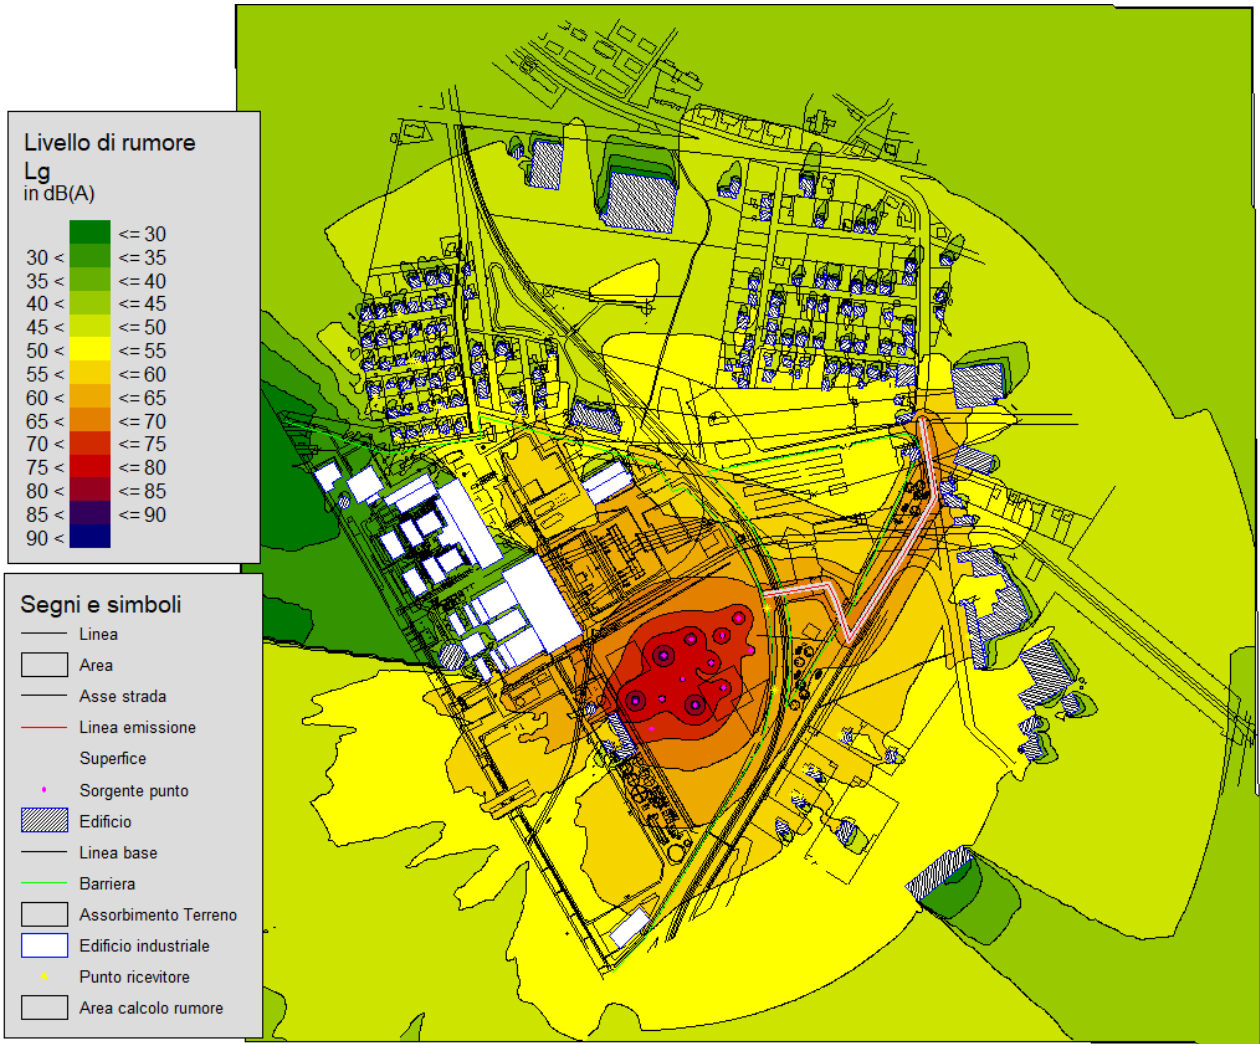 Livello di rumore
Lg
in dB(A)
<= 30
30 < <= 35
35 < <= 40
40 < <= 45
45 < <= 50
50 < <= 55
55 < <= 60
60 < <= 65
65 < <= 70
70 < <= 75
75 < <= 80
80 < <= 85
85 < <= 90
90 <
Segni e simboli
Linea
Area
Asse strada
Linea emissione
Superfice
Sorgente punto
Edificio
Linea base
Barriera
Assorbimento Terreno
Edificio industriale
Punto ricevitore
Area calcolo rumore